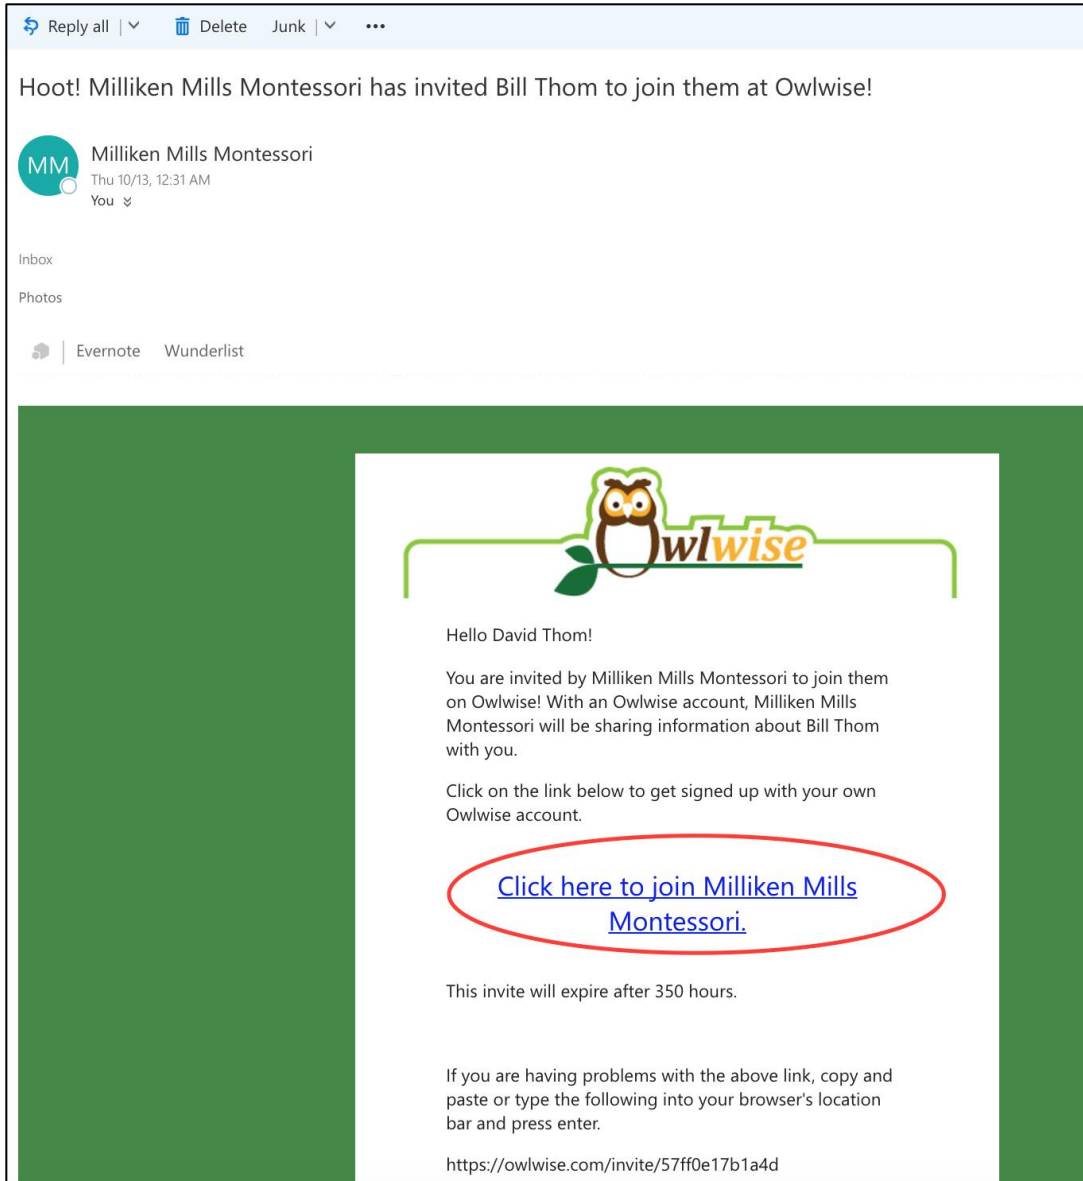 Reply all | Delete Junk |
Hoot! Milliken Mills Montessori has invited Bill Thom to join them at Owlwise!
MM
Milliken Mills Montessori
Thu 10/13, 12:31 AM
You
Inbox
Photos
Evernote Wunderlist
Owlwise
Hello David Thom!
You are invited by Milliken Mills Montessori to join them
on Owlwise! With an Owlwise account, Milliken Mills
Montessori will be sharing information about Bill Thom
with you.
Click on the link below to get signed up with your own
Owlwise account.
Click here to join Milliken Mills
Montessori.
This invite will expire after 350 hours.
If you are having problems with the above link, copy and
paste or type the following into your browser's location
bar and press enter.
https://owlwise.com/invite/57ff0e17b1a4d